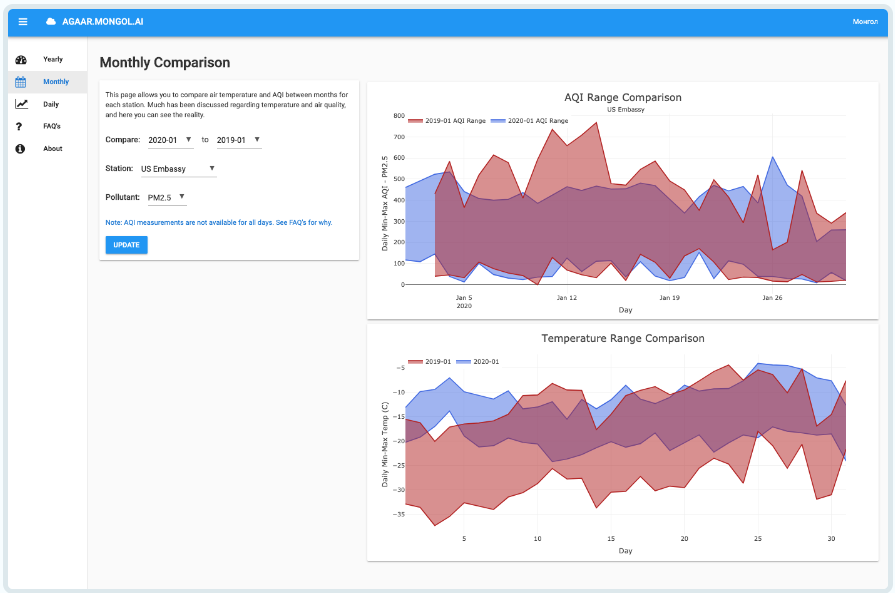 AGAAR.MONGOL.AI
Монгол
Yearly
Monthly
Daily
FAQ's
About
Monthly Comparison
This page allows you to compare air temperature and AQI between months for
each station. Much has been discussed regarding temperature and air quality,
and here you can see the reality.
Compare: 2020-01 to 2019-01
Station: US Embassy
Pollutant: PM2.5
Note: AQI measurements are not available for all days. See FAQ's for why.
UPDATE
AQI Range Comparison
US Embassy
2019-01 AQI Range 2020-01 AQI Range
Daily Min-Max AQI - PM2.5
800
700
600
500
400
300
200
100
0
Jan 5 Jan 12 Jan 19 Jan 26
2020
Day
Temperature Range Comparison
2019-01 2020-01
Daily Min-Max Temp (C)
−5
−10
−15
−20
−25
−30
−35
5 10 15 20 25 30
Day